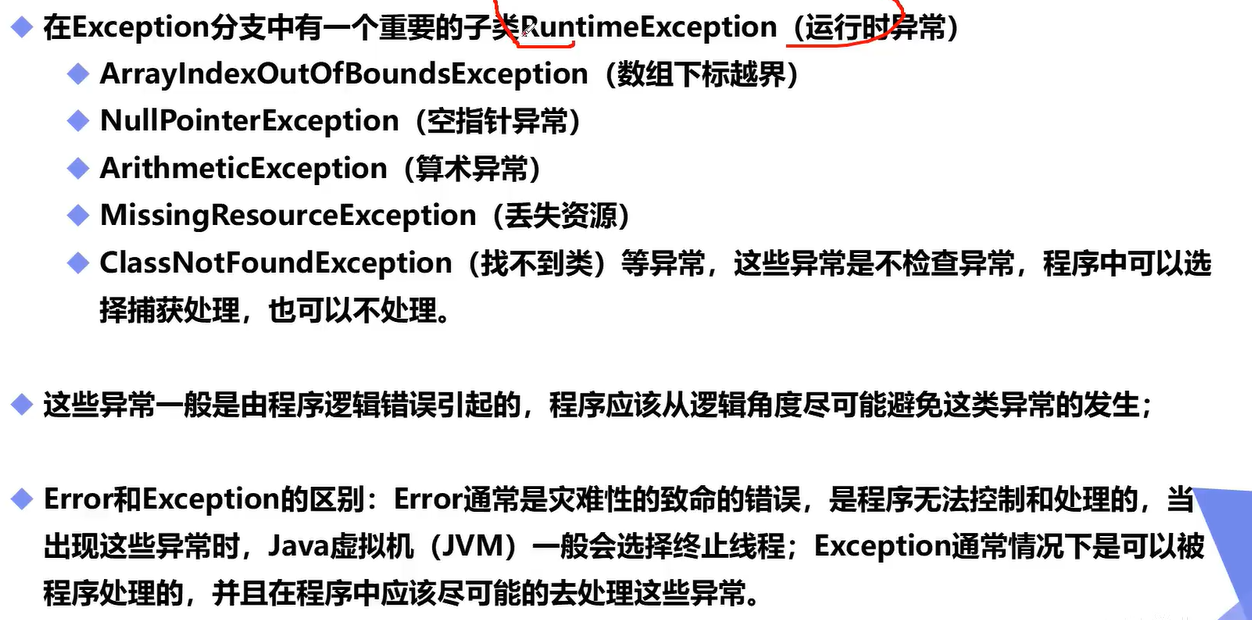 在Exception分支中有一个重要的子类RuntimeException（运行时异常）
ArrayIndexOutOfBoundsException（数组下标越界）
NullPointerException（空指针异常）
ArithmeticException（算术异常）
MissingResourceException（丢失资源）
ClassNotFoundException（找不到类）等异常，这些异常是不检查异常，程序中可以选
择捕获处理，也可以不处理。
这些异常一般是由程序逻辑错误引起的，程序应该从逻辑角度尽可能避免这类异常的发生；
Error和Exception的区别：Error通常是灾难性的致命的错误，是程序无法控制和处理的，当
出现这些异常时，Java虚拟机（JVM）一般会选择终止线程；Exception通常情况下是可以被
程序处理的，并且在程序中应该尽可能的去处理这些异常。